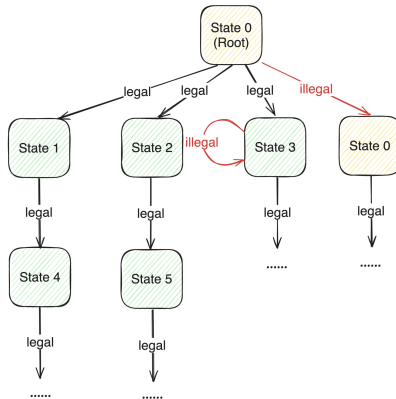 State 0
(Root)
legal
legal
legal
illegal
State 1
State 2
illegal
State 3
State 0
legal
legal
legal
legal
State 4
State 5
......
......
legal
legal
......
......